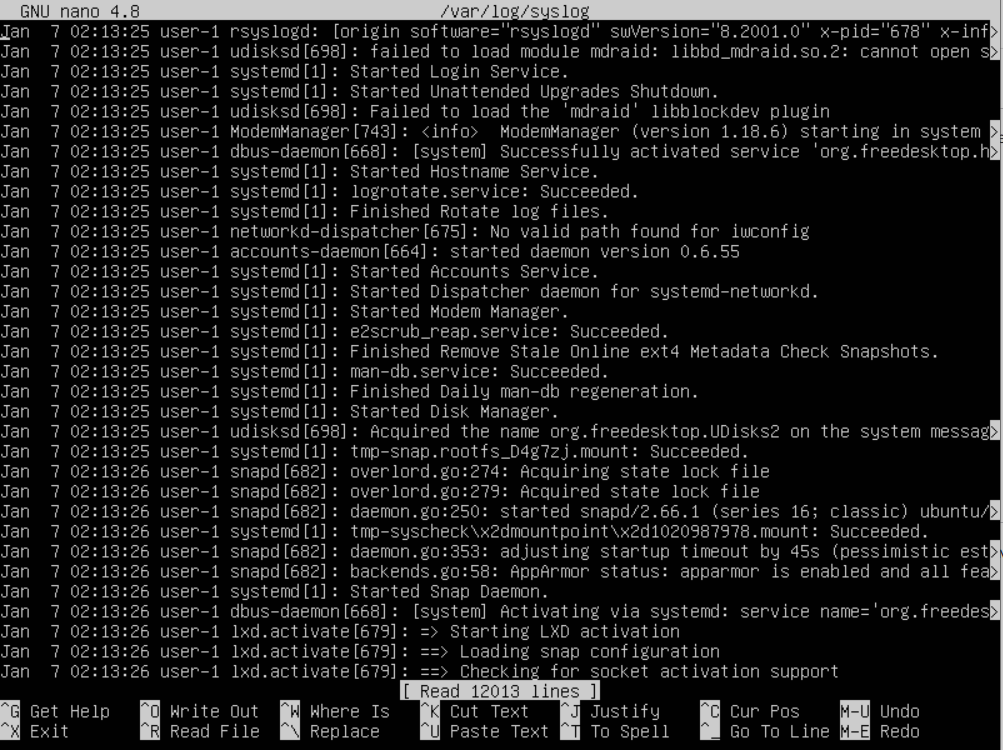 GNU nano 4.8 /var/log/syslog
Jan  7 02:13:25 user-1 rsyslogd: [origin software="rsyslogd" swVersion="8.2001.0" x-pid="678" x-inf>
Jan  7 02:13:25 user-1 udisksd[698]: failed to load module mdraid: libbd_mdraid.so.2: cannot open s>
Jan  7 02:13:25 user-1 systemd[1]: Started Login Service.
Jan  7 02:13:25 user-1 systemd[1]: Started Unattended Upgrades Shutdown.
Jan  7 02:13:25 user-1 udisksd[698]: Failed to load the 'mdraid' libblockdev plugin
Jan  7 02:13:25 user-1 ModemManager[743]: <info>  ModemManager (version 1.18.6) starting in system >
Jan  7 02:13:25 user-1 dbus-daemon[668]: [system] Successfully activated service 'org.freedesktop.h>
Jan  7 02:13:25 user-1 systemd[1]: Started Hostname Service.
Jan  7 02:13:25 user-1 systemd[1]: logrotate.service: Succeeded.
Jan  7 02:13:25 user-1 systemd[1]: Finished Rotate log files.
Jan  7 02:13:25 user-1 networkd-dispatcher[675]: No valid path found for iwconfig
Jan  7 02:13:25 user-1 accounts-daemon[664]: started daemon version 0.6.55
Jan  7 02:13:25 user-1 systemd[1]: Started Accounts Service.
Jan  7 02:13:25 user-1 systemd[1]: Started Dispatcher daemon for systemd-networkd.
Jan  7 02:13:25 user-1 systemd[1]: Started Modem Manager.
Jan  7 02:13:25 user-1 systemd[1]: e2scrub_reap.service: Succeeded.
Jan  7 02:13:25 user-1 systemd[1]: Finished Remove Stale Online ext4 Metadata Check Snapshots.
Jan  7 02:13:25 user-1 systemd[1]: man-db.service: Succeeded.
Jan  7 02:13:25 user-1 systemd[1]: Finished Daily man-db regeneration.
Jan  7 02:13:25 user-1 systemd[1]: Started Disk Manager.
Jan  7 02:13:25 user-1 udisksd[698]: Acquired the name org.freedesktop.UDisks2 on the system messag>
Jan  7 02:13:25 user-1 systemd[1]: tmp-snap.rootfs_D4g7zj.mount: Succeeded.
Jan  7 02:13:26 user-1 snapd[682]: overlord.go:274: Acquiring state lock file
Jan  7 02:13:26 user-1 snapd[682]: overlord.go:279: Acquired state lock file
Jan  7 02:13:26 user-1 snapd[682]: daemon.go:250: started snapd/2.66.1 (series 16; classic) ubuntu/>
Jan  7 02:13:26 user-1 systemd[1]: tmp-syscheck\x2dmountpoint\x2d1020987978.mount: Succeeded.
Jan  7 02:13:26 user-1 snapd[682]: daemon.go:353: adjusting startup timeout by 45s (pessimistic est>
Jan  7 02:13:26 user-1 snapd[682]: backends.go:58: AppArmor status: apparmor is enabled and all fea>
Jan  7 02:13:26 user-1 systemd[1]: Started Snap Daemon.
Jan  7 02:13:26 user-1 dbus-daemon[668]: [system] Activating via systemd: service name='org.freedes>
Jan  7 02:13:26 user-1 lxd.activate[679]: => Starting LXD activation
Jan  7 02:13:26 user-1 lxd.activate[679]: ==> Loading snap configuration
Jan  7 02:13:26 user-1 lxd.activate[679]: ==> Checking for socket activation support
[ Read 12013 lines ]
^G Get Help ^O Write Out ^W Where Is ^K Cut Text ^J Justify ^C Cur Pos M-U Undo
^X Exit ^R Read File ^\ Replace ^U Paste Text ^T To Spell ^_ Go To Line M-E Redo